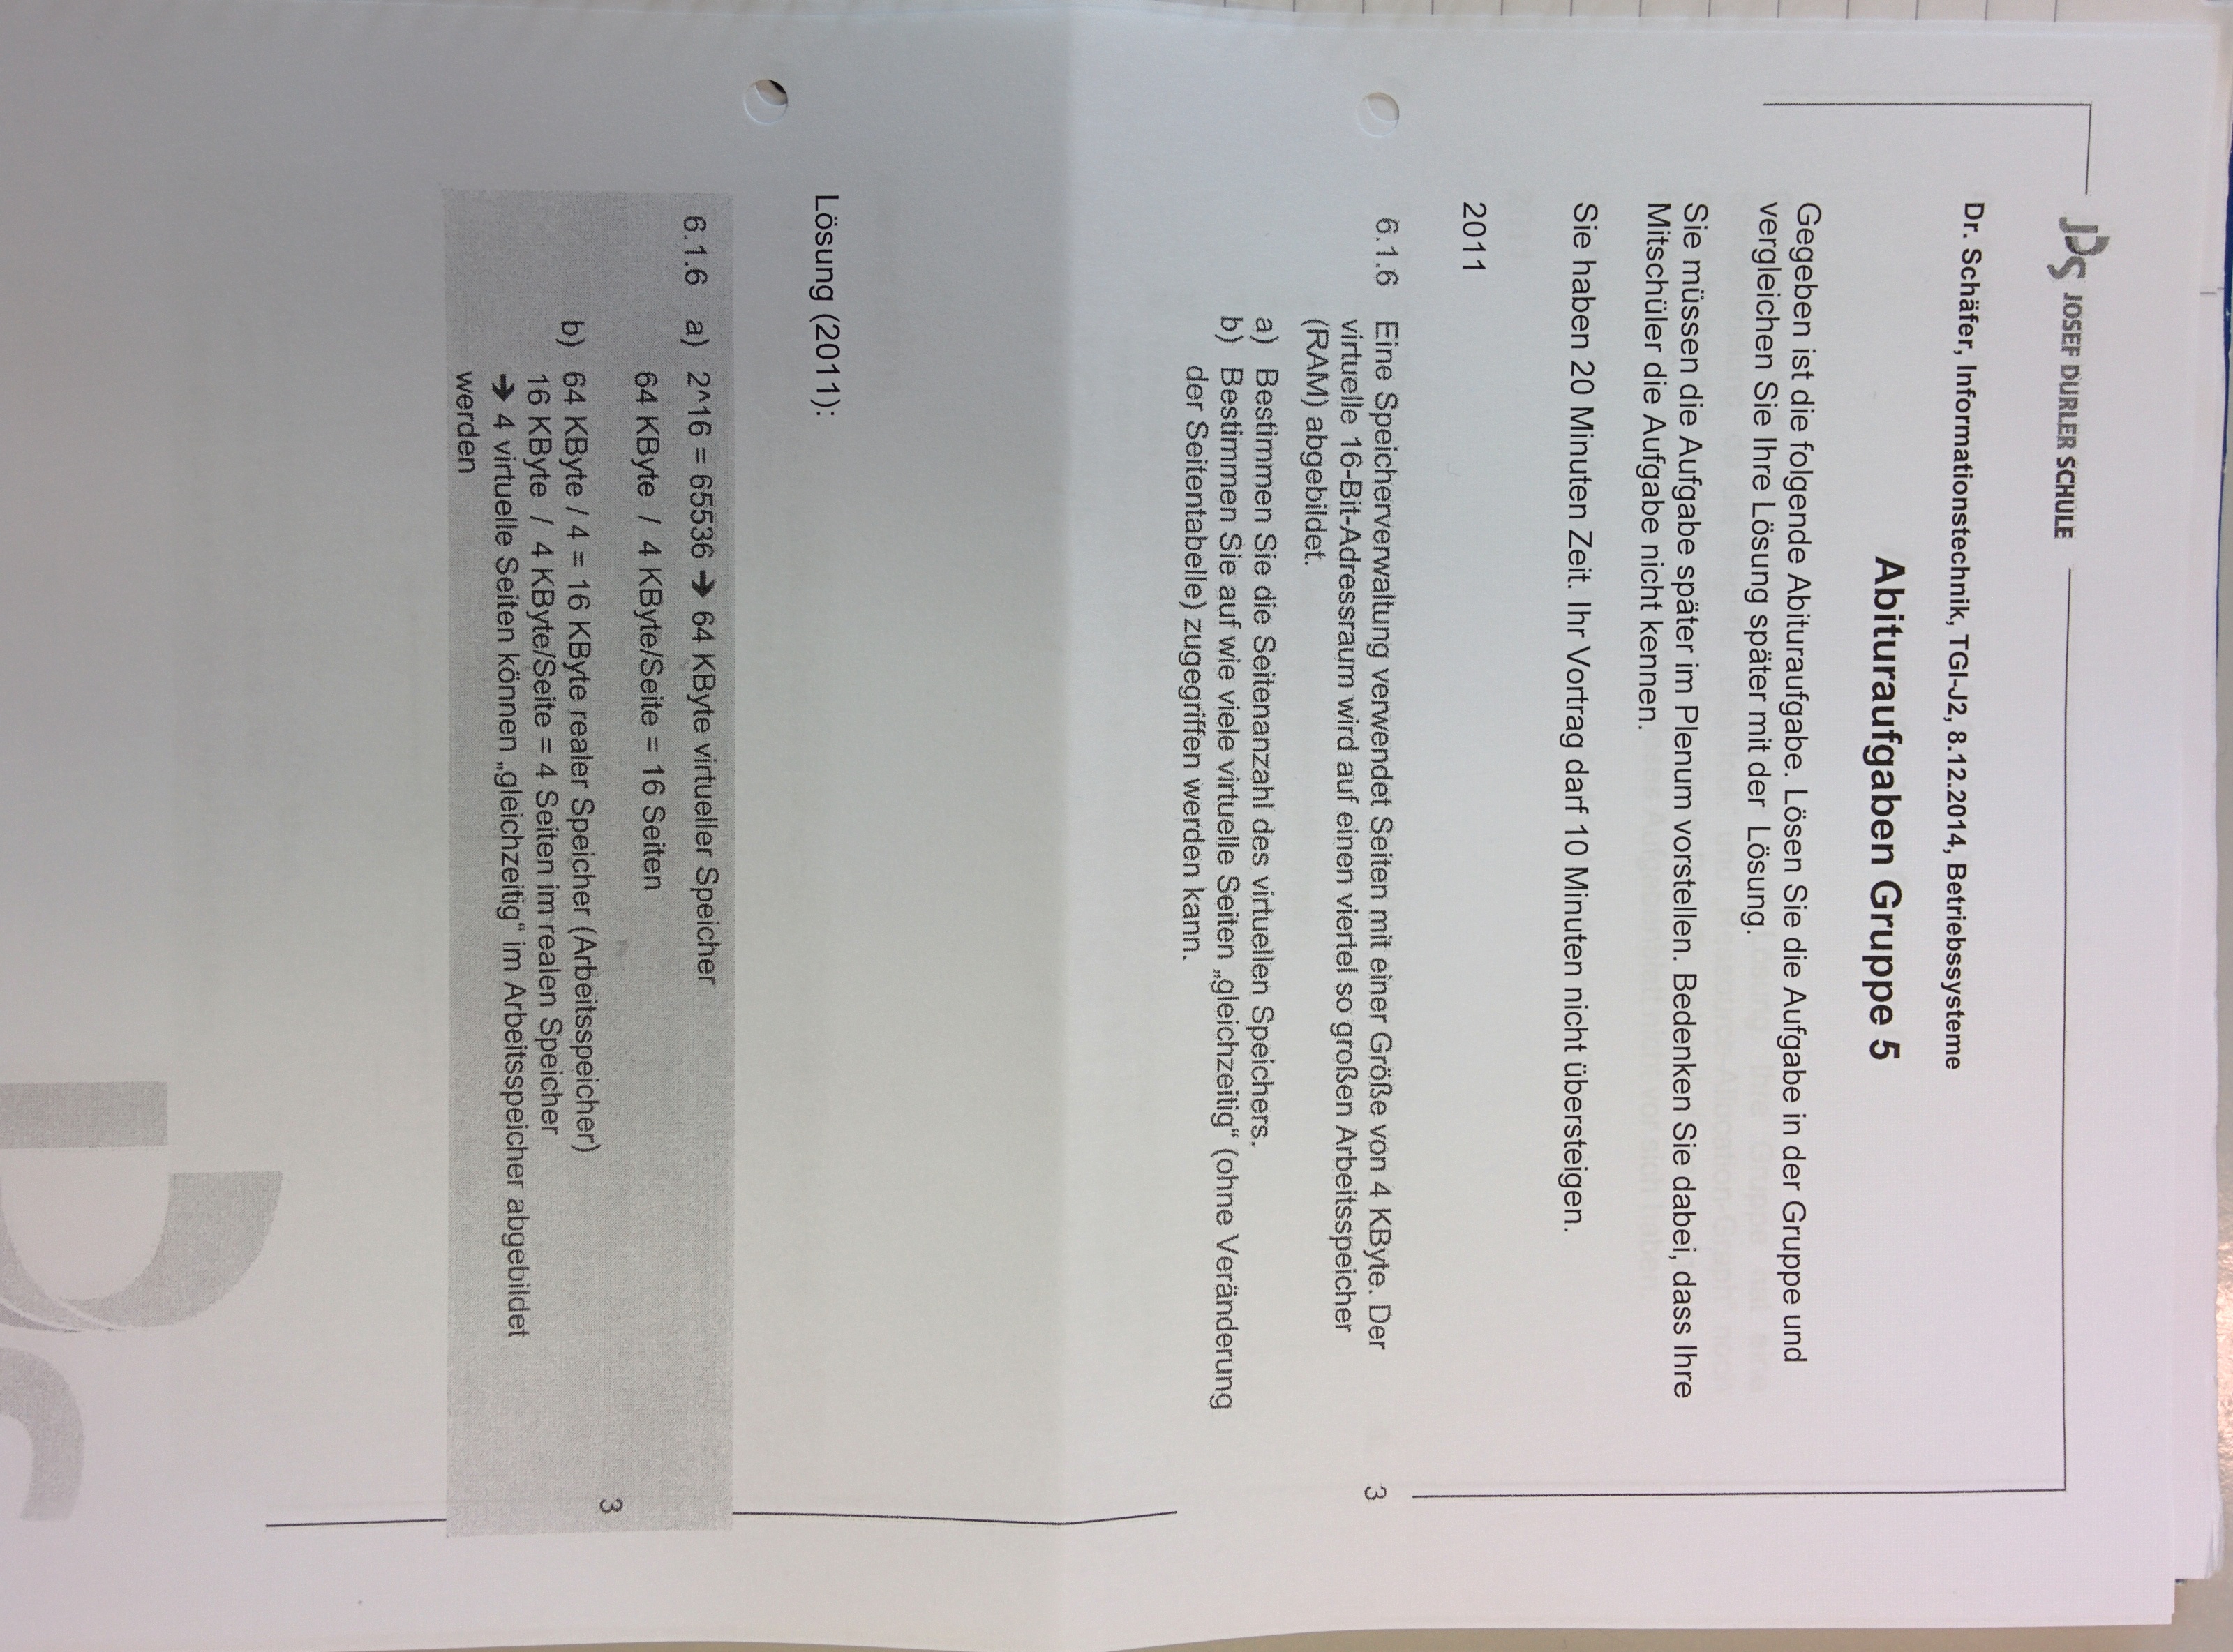 JDS JOSEF DURLER SCHULE
Dr. Schäfer, Informationstechnik, TGI-J2, 8.12.2014, Betriebssysteme
Abituraufgaben Gruppe 5
Gegeben ist die folgende Abituraufgabe. Lösen Sie die Aufgabe in der Gruppe und
vergleichen Sie Ihre Lösung später mit der Lösung.
Sie müssen die Aufgabe später im Plenum vorstellen. Bedenken Sie dabei, dass Ihre
Mitschüler die Aufgabe nicht kennen.
Sie haben 20 Minuten Zeit. Ihr Vortrag darf 10 Minuten nicht übersteigen.
2011
6.1.6 Eine Speicherverwaltung verwendet Seiten mit einer Größe von 4 KByte. Der 3
virtuelle 16-Bit-Adressraum wird auf einen viertel so großen Arbeitsspeicher
(RAM) abgebildet.
a) Bestimmen Sie die Seitenanzahl des virtuellen Speichers.
b) Bestimmen Sie auf wie viele virtuelle Seiten „gleichzeitig“ (ohne Veränderung
der Seitentabelle) zugegriffen werden kann.
Lösung (2011):
6.1.6 a) 2^16 = 65536 ➔ 64 KByte virtueller Speicher
64 KByte / 4 KByte/Seite = 16 Seiten
3
b) 64 KByte / 4 = 16 KByte realer Speicher (Arbeitsspeicher)
16 KByte / 4 KByte/Seite = 4 Seiten im realen Speicher
➔ 4 virtuelle Seiten können „gleichzeitig“ im Arbeitsspeicher abgebildet
werden